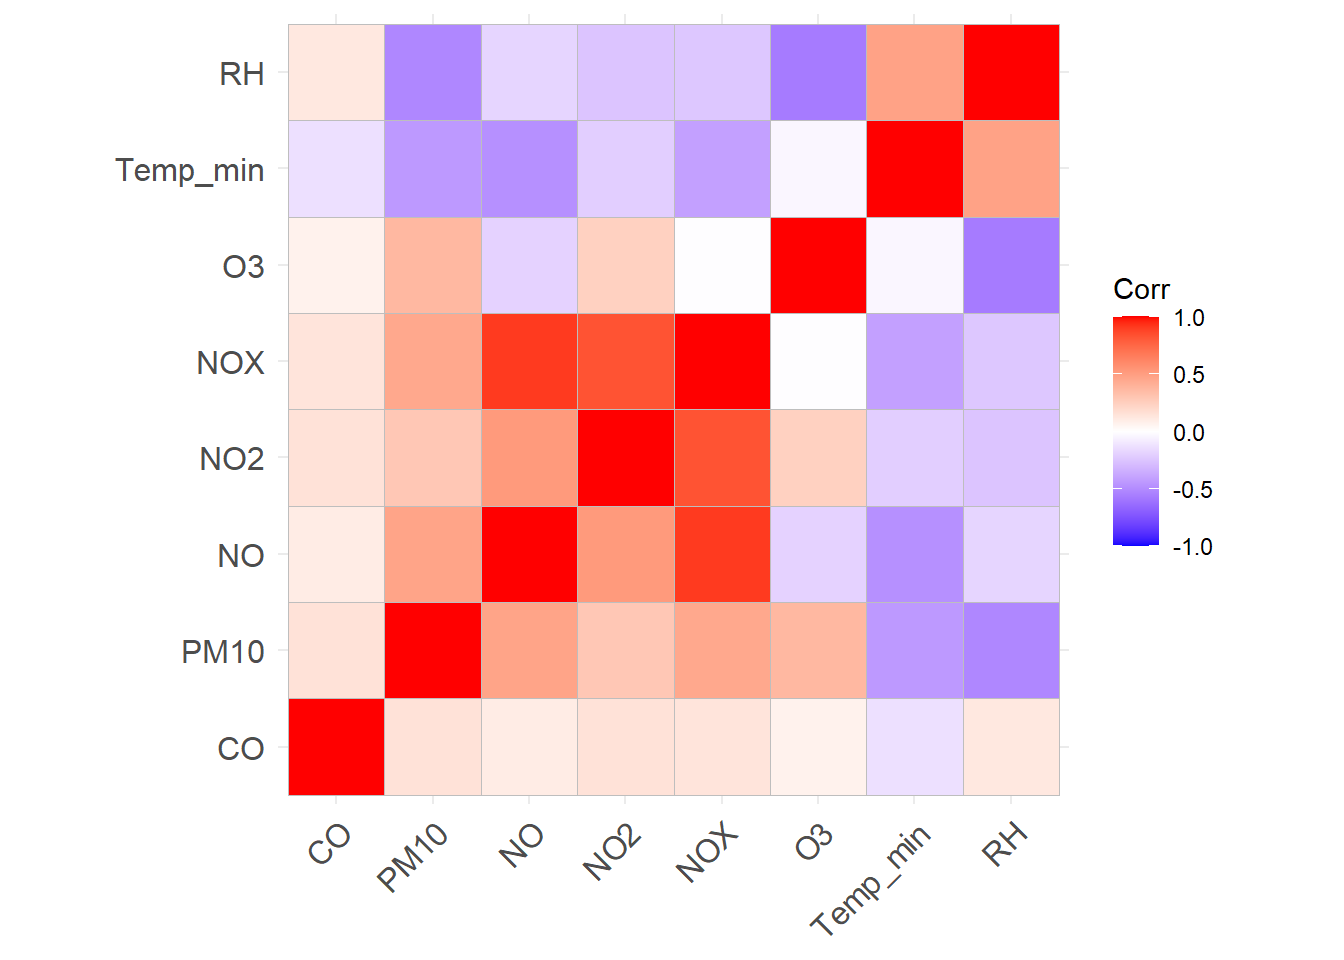 RH
Temp_min
O3
NOX
NO2
NO
PM10
CO
CO
PM10
NO
NO2
NOX
O3
Temp_min
RH
Corr
1.0
0.5
0.0
-0.5
-1.0